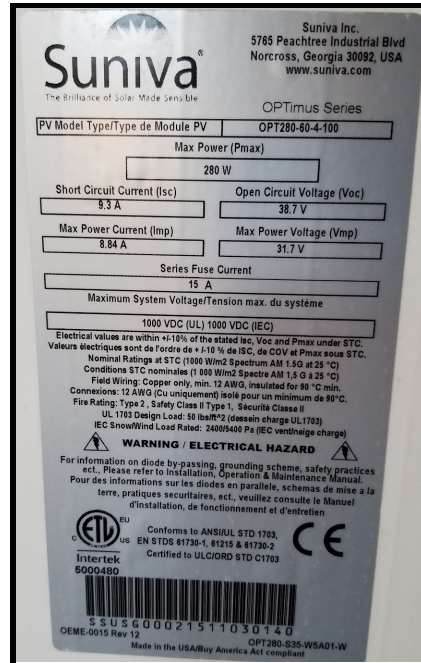 Suniva Inc.
5765 Peachtree Industrial Blvd
Norcross, Georgia 30092, USA
www.suniva.com
Suniva®
The Brilliance of Solar Made Sensible
OPTimus Series
PV Model Type/Type de Module PV OPT280-60-4-100
Max Power (Pmax)
280 W
Short Circuit Current (Isc) Open Circuit Voltage (Voc)
9.3 A 38.7 V
Max Power Current (Imp) Max Power Voltage (Vmp)
8.84 A 31.7 V
Series Fuse Current
15 A
Maximum System Voltage/Tension max. du systéme
1000 VDC (UL) 1000 VDC (IEC)
Electrical values are within +/-10% of the stated Isc, Voc and Pmax under STC.
Valeurs électriques sont de l'ordre de + /-10 % de ISC, de COV et Pmax sous STC.
Nominal Ratings at STC (1000 W/m2 Spectrum AM 1.5G at 25 °C)
Conditions STC nominales (1 000 W/m2 Spectre AM 1,5 G à 25 °C)
Field Wiring: Copper only, min. 12 AWG, insulated for 90 °C min.
Connexions: 12 AWG (Cu uniquement) isolé pour un minimum de 90°C.
Fire Rating: Type 2 , Safety Class II Type 1, Sécurité Classe II
UL 1703 Design Load: 50 lbs/ft^2 (dessein charge UL1703)
IEC Snow/Wind Load Rated: 2400/5400 Pa (IEC vent/neige charge)
WARNING / ELECTRICAL HAZARD
For information on diode by-passing, grounding scheme, safety practices
ect., Please refer to Installation, Operation & Maintenance Manual.
Pour des informations sur les diodes en parallele, schemas de mise a la
terre, pratiques securitaires, ect., veuillez consulte le Manuel
d'installation, de fonctionnement et d'entretien
ETL
LISTED
C EU US
Intertek
5000480
Conforms to ANSI/UL STD 1703,
EN STDS 61730-1, 61215 & 61730-2
Certified to ULC/ORD STD C1703
CE
SSUSG00021511030140
OEME-0015 Rev 12 OPT280-S35-W5A01-W
Made in the USA/Buy America Act compliant